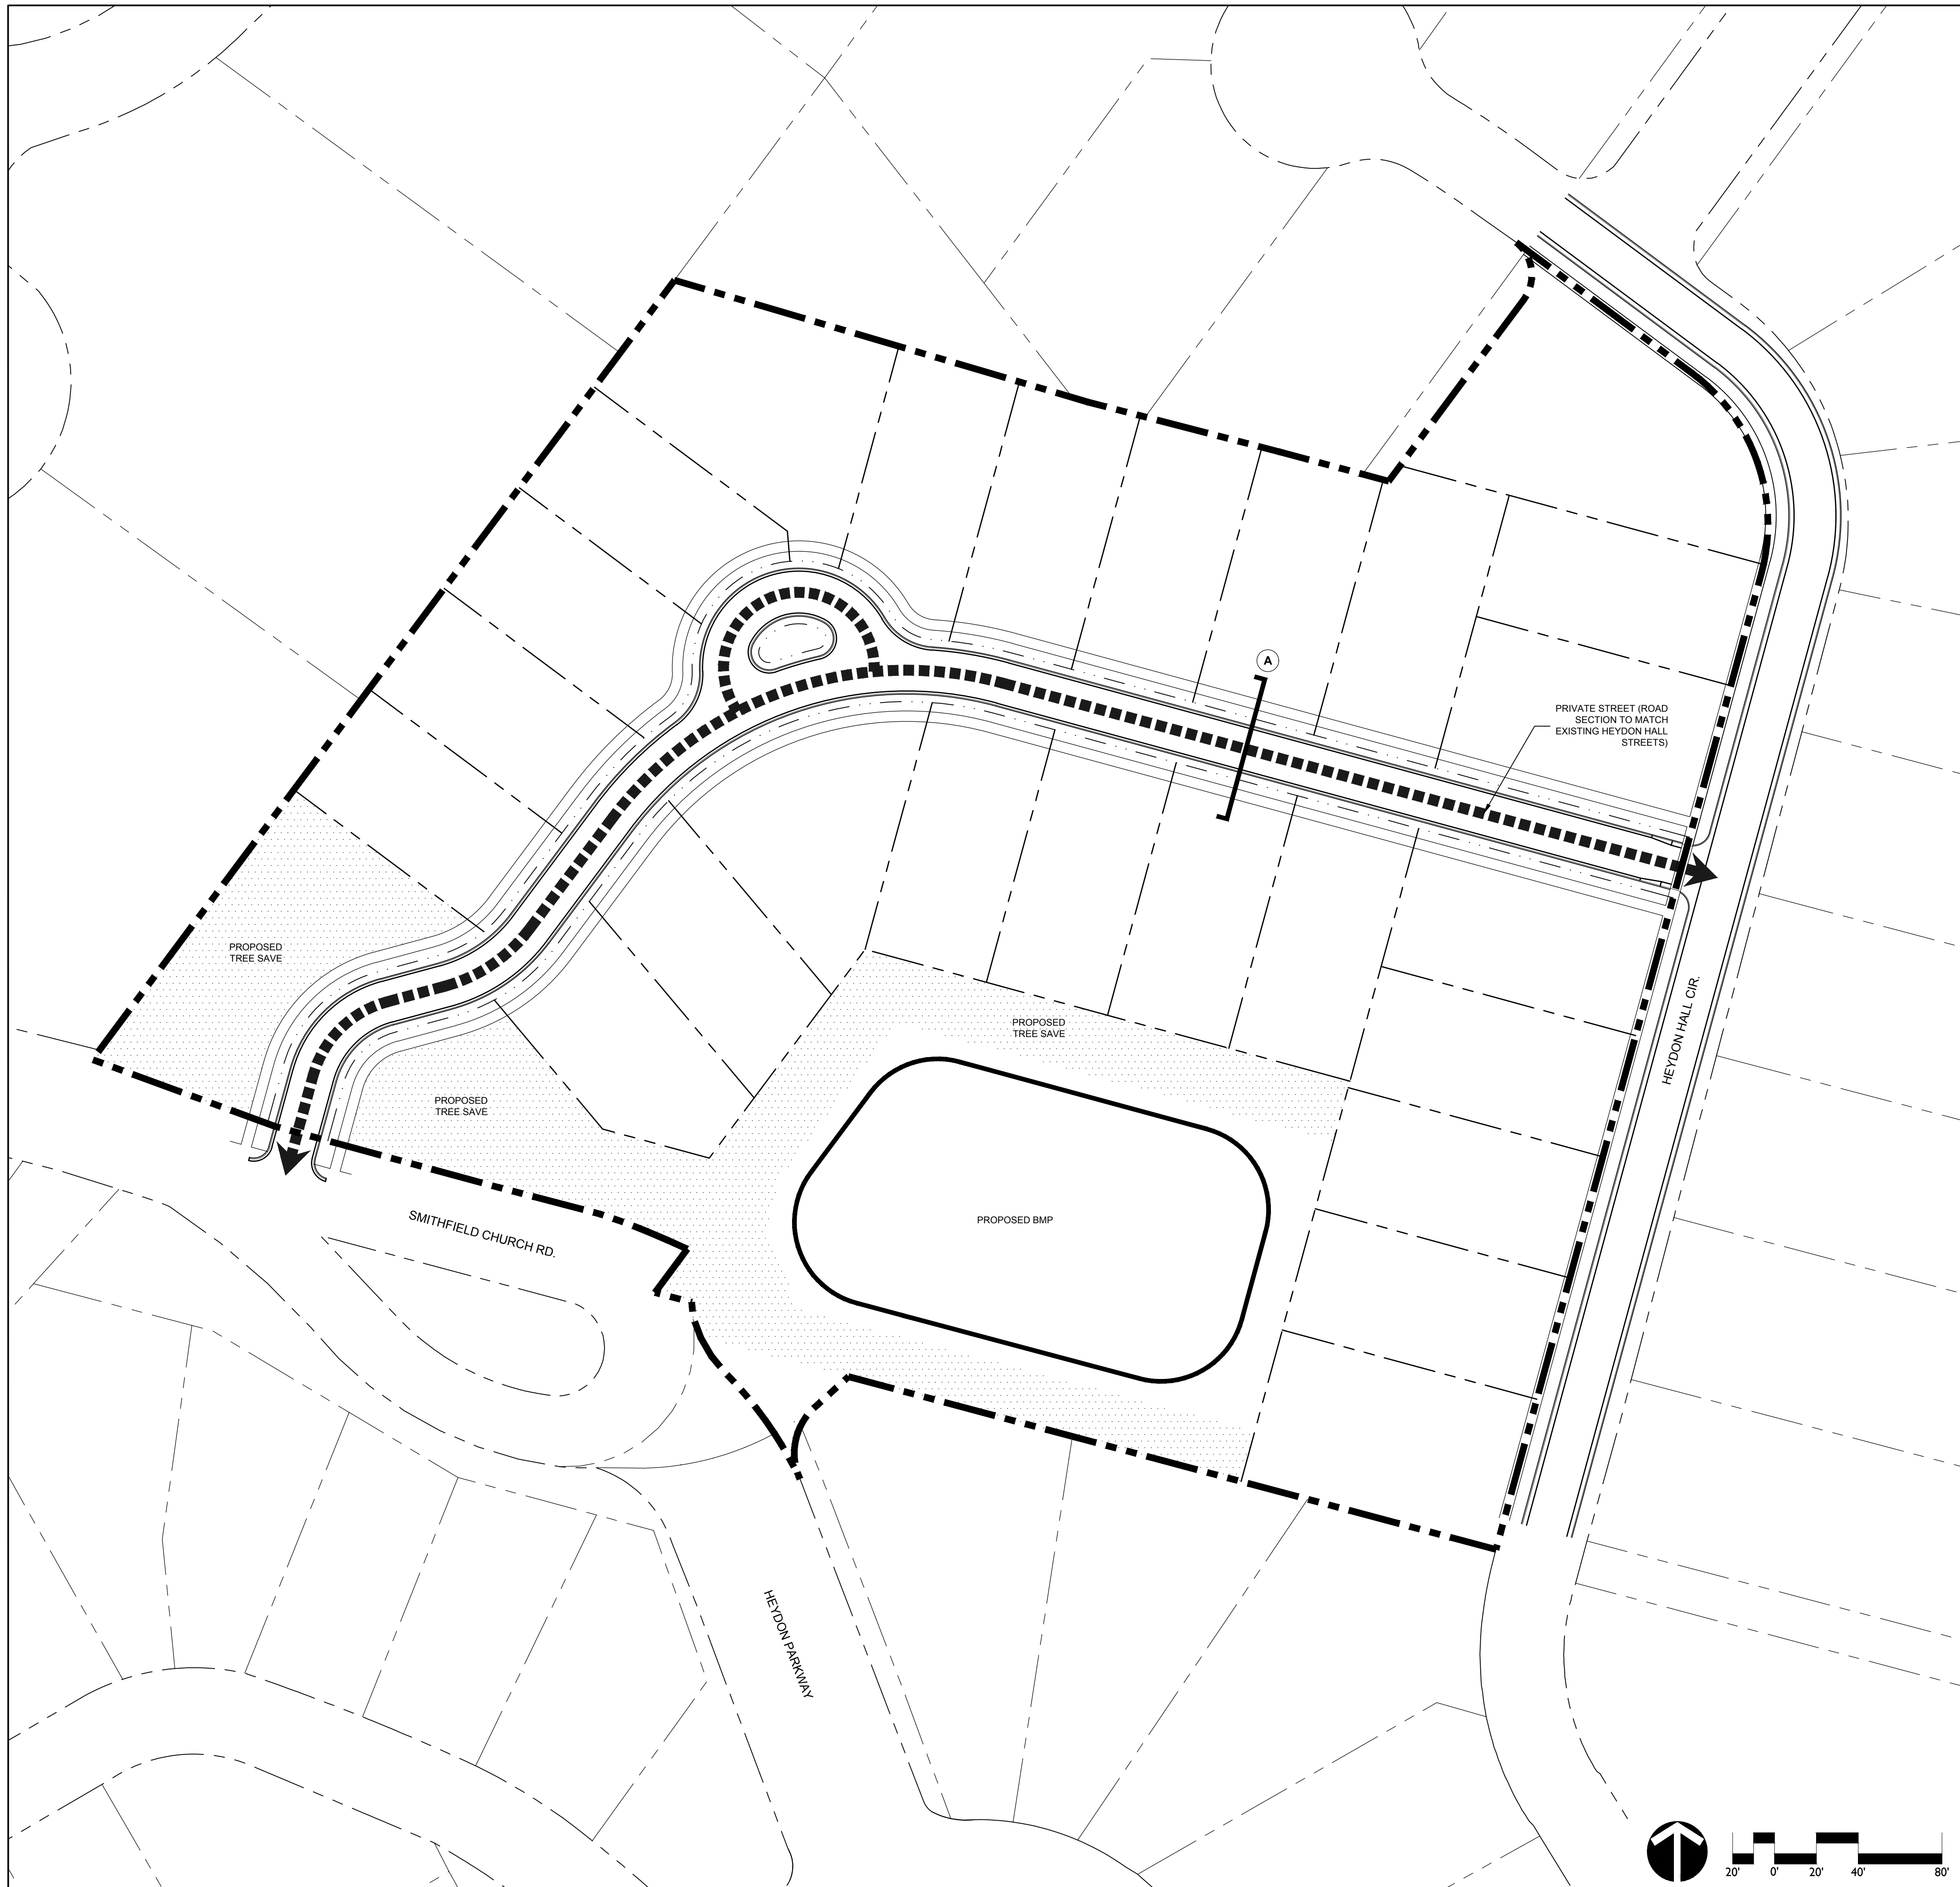 A
PRIVATE STREET (ROAD
SECTION TO MATCH
EXISTING HEYDON HALL
STREETS)
PROPOSED
TREE SAVE
PROPOSED
TREE SAVE
HEYDON HALL CIR.
PROPOSED
TREE SAVE
PROPOSED BMP
SMITHFIELD CHURCH RD.
HEYDON PARKWAY
20' 0' 20' 40' 80'